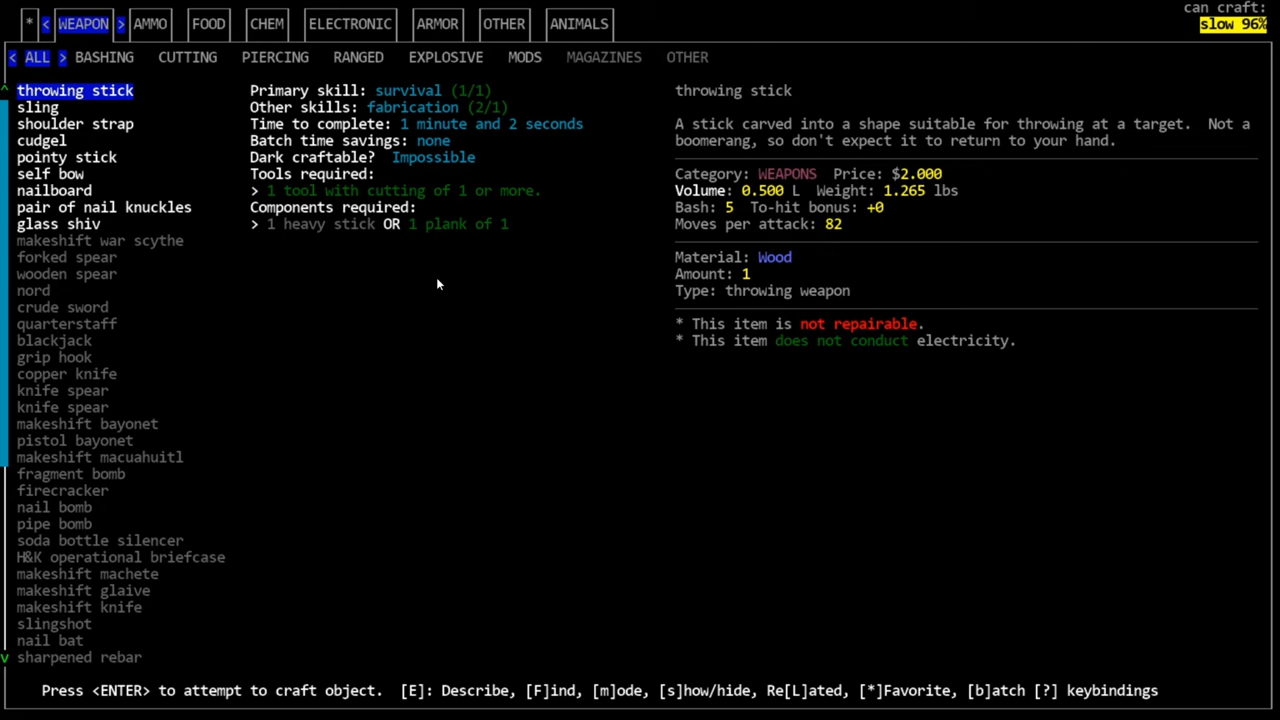 can craft:
* < WEAPON > AMMO FOOD CHEM ELECTRONIC ARMOR OTHER ANIMALS
slow 96%
< ALL > BASHING CUTTING PIERCING RANGED EXPLOSIVE MODS MAGAZINES OTHER
throwing stick
sling
shoulder strap
cudgel
pointy stick
self bow
nailboard
pair of nail knuckles
glass shiv
makeshift war scythe
forked spear
wooden spear
nord
crude sword
quarterstaff
blackjack
grip hook
copper knife
knife spear
knife spear
makeshift bayonet
pistol bayonet
makeshift macuahuitl
fragment bomb
firecracker
nail bomb
pipe bomb
soda bottle silencer
H&K operational briefcase
makeshift machete
makeshift glaive
makeshift knife
slingshot
nail bat
v sharpened rebar
Primary skill: survival (1/1)
Other skills: fabrication (2/1)
Time to complete: 1 minute and 2 seconds
Batch time savings: none
Dark craftable? Impossible
Tools required:
> 1 tool with cutting of 1 or more.
Components required:
> 1 heavy stick OR 1 plank of 1
throwing stick
A stick carved into a shape suitable for throwing at a target. Not a
boomerang, so don't expect it to return to your hand.
Category: WEAPONS Price: $2.000
Volume: 0.500 L Weight: 1.265 lbs
Bash: 5 To-hit bonus: +0
Moves per attack: 82
Material: Wood
Amount: 1
Type: throwing weapon
* This item is not repairable.
* This item does not conduct electricity.
Press <ENTER> to attempt to craft object. [E]: Describe, [F]ind, [m]ode, [s]how/hide, Re[L]ated, [*]Favorite, [b]atch [?] keybindings